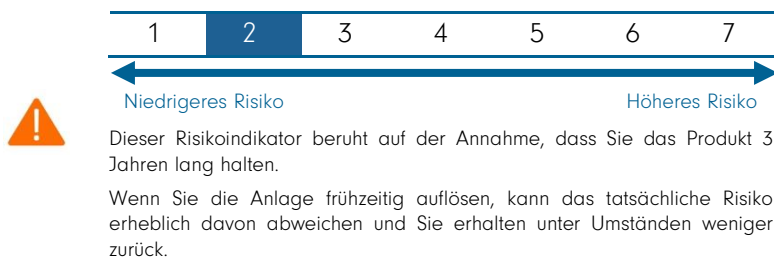 1 2 3 4 5 6 7
Niedrigeres Risiko Höheres Risiko
Dieser Risikoindikator beruht auf der Annahme, dass Sie das Produkt 3
Jahren lang halten.
Wenn Sie die Anlage frühzeitig auflösen, kann das tatsächliche Risiko
erheblich davon abweichen und Sie erhalten unter Umständen weniger
zurück.